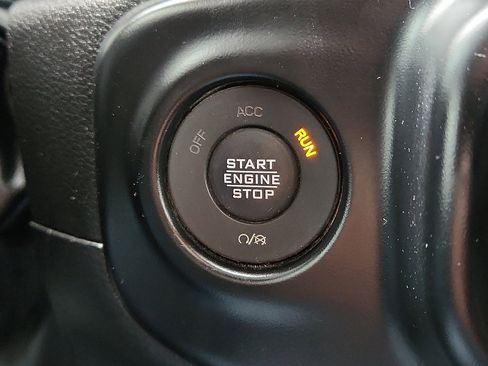 ACC
OFF
RUN
START
ENGINE
STOP